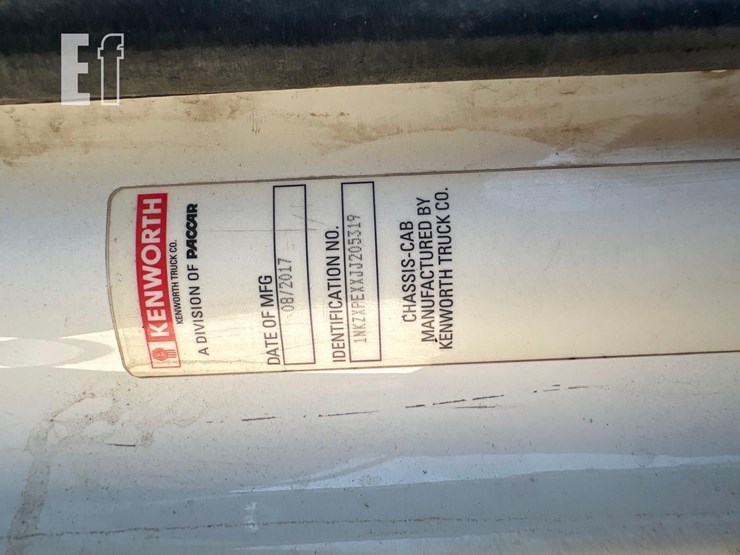 Ef
KENWORTH
KENWORTH TRUCK CO.
A DIVISION OF PACCAR
DATE OF MFG
08/2017
IDENTIFICATION NO.
1NKZXPEXXJJ205319
CHASSIS-CAB
MANUFACTURED BY
KENWORTH TRUCK CO.